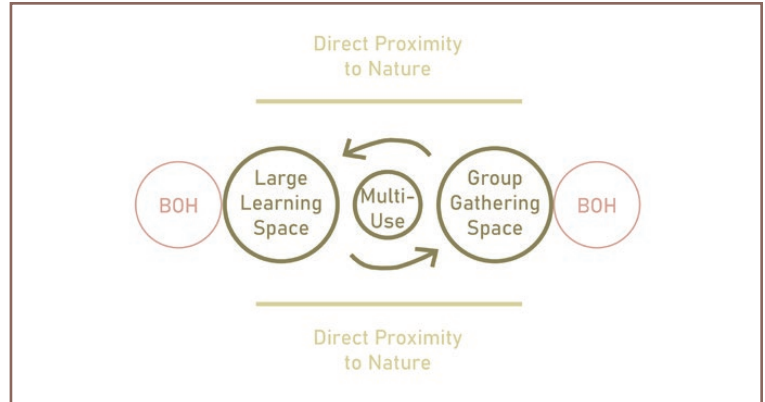 Direct Proximity
to Nature
BOH
Large
Learning
Space
Multi-
Use
Group
Gathering
Space
BOH
Direct Proximity
to Nature